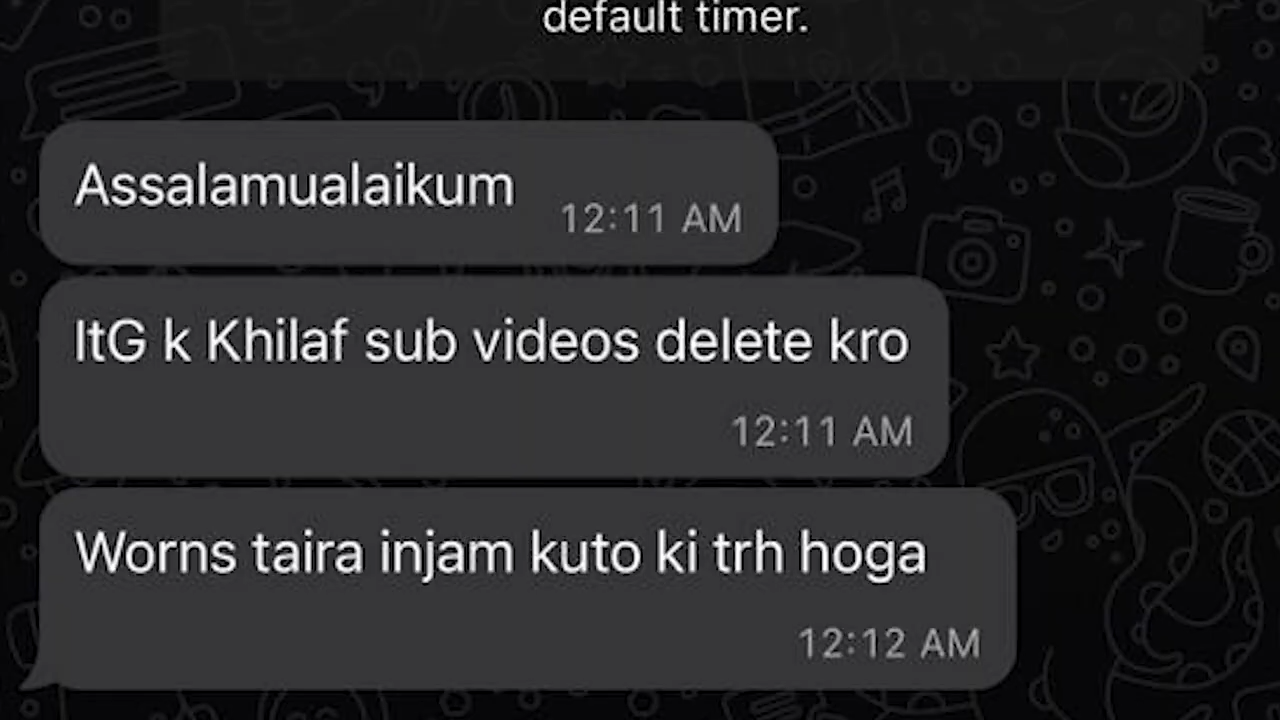 default timer.
Assalamualaikum
12:11 AM
ItG k Khilaf sub videos delete kro
12:11 AM
Worns taira injam kuto ki trh hoga
12:12 AM